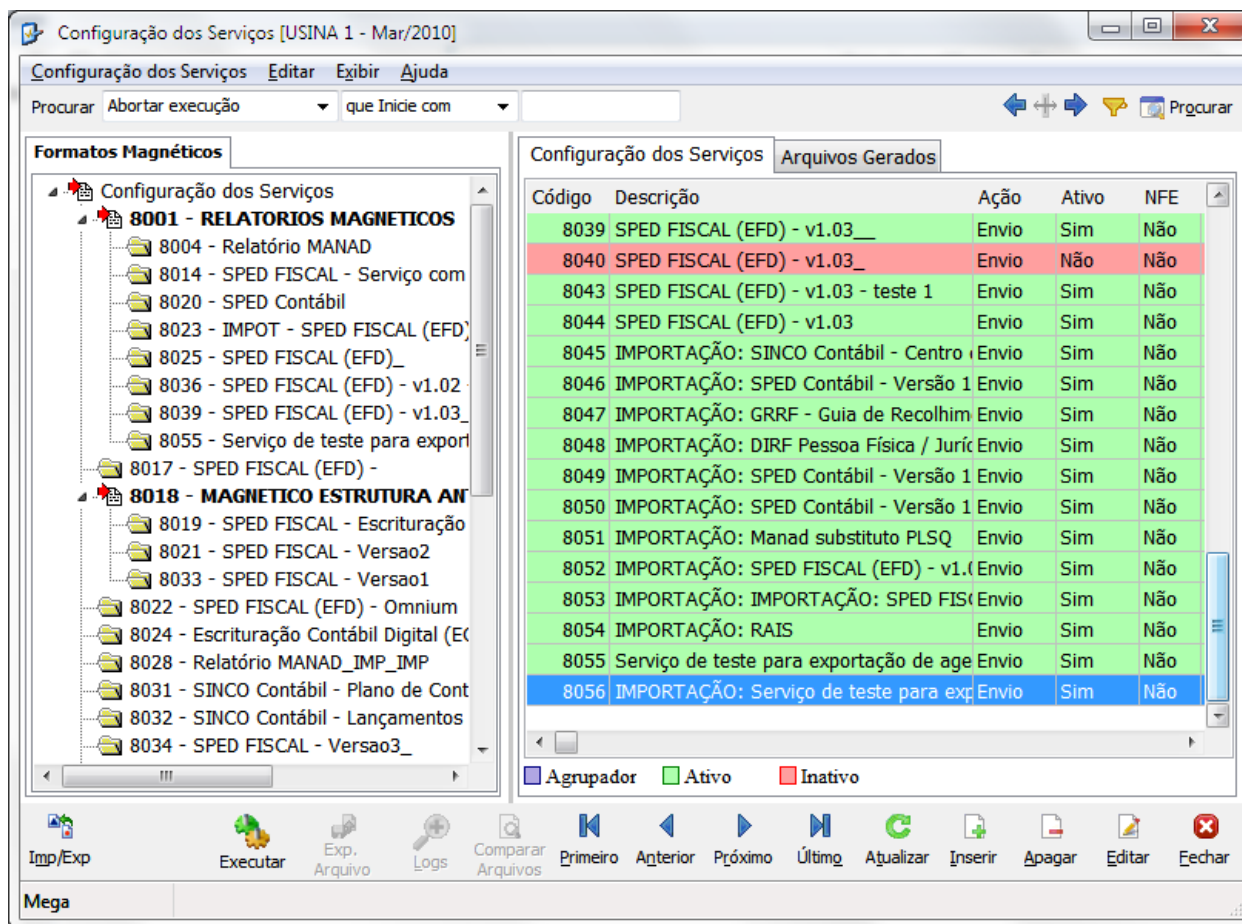 Configuração dos Serviços [USINA 1 - Mar/2010]
Configuração dos Serviços Editar Exibir Ajuda
Procurar Abortar execução que Inicie com Procurar
Formatos Magnéticos
Configuração dos Serviços
8001 - RELATORIOS MAGNETICOS
8004 - Relatório MANAD
8014 - SPED FISCAL - Serviço com
8020 - SPED Contábil
8023 - IMPOT - SPED FISCAL (EFD)
8025 - SPED FISCAL (EFD)_
8036 - SPED FISCAL (EFD) - v1.02 -
8039 - SPED FISCAL (EFD) - v1.03_
8055 - Serviço de teste para export
8017 - SPED FISCAL (EFD) -
8018 - MAGNETICO ESTRUTURA ANT
8019 - SPED FISCAL - Escrituração
8021 - SPED FISCAL - Versao2
8033 - SPED FISCAL - Versao1
8022 - SPED FISCAL (EFD) - Omnium
8024 - Escrituração Contábil Digital (EC
8028 - Relatório MANAD_IMP_IMP
8031 - SINCO Contábil - Plano de Cont
8032 - SINCO Contábil - Lançamentos
8034 - SPED FISCAL - Versao3_
Configuração dos Serviços Arquivos Gerados
Código Descrição Ação Ativo NFE
8039 SPED FISCAL (EFD) - v1.03__ Envio Sim Não
8040 SPED FISCAL (EFD) - v1.03_ Envio Não Não
8043 SPED FISCAL (EFD) - v1.03 - teste 1 Envio Sim Não
8044 SPED FISCAL (EFD) - v1.03 Envio Sim Não
8045 IMPORTAÇÃO: SINCO Contábil - Centro Envio Sim Não
8046 IMPORTAÇÃO: SPED Contábil - Versão 1 Envio Sim Não
8047 IMPORTAÇÃO: GRRF - Guia de Recolhim Envio Sim Não
8048 IMPORTAÇÃO: DIRF Pessoa Física / Juríd Envio Sim Não
8049 IMPORTAÇÃO: SPED Contábil - Versão 1 Envio Sim Não
8050 IMPORTAÇÃO: SPED Contábil - Versão 1 Envio Sim Não
8051 IMPORTAÇÃO: Manad substituto PLSQ Envio Sim Não
8052 IMPORTAÇÃO: SPED FISCAL (EFD) - v1.0 Envio Sim Não
8053 IMPORTAÇÃO: IMPORTAÇÃO: SPED FISC Envio Sim Não
8054 IMPORTAÇÃO: RAIS Envio Sim Não
8055 Serviço de teste para exportação de age Envio Sim Não
8056 IMPORTAÇÃO: Serviço de teste para exp Envio Sim Não
Agrupador Ativo Inativo
Imp/Exp Executar Exp. Arquivo Logs Comparar Arquivos Primeiro Anterior Próximo Último Atualizar Inserir Apagar Editar Fechar
Mega